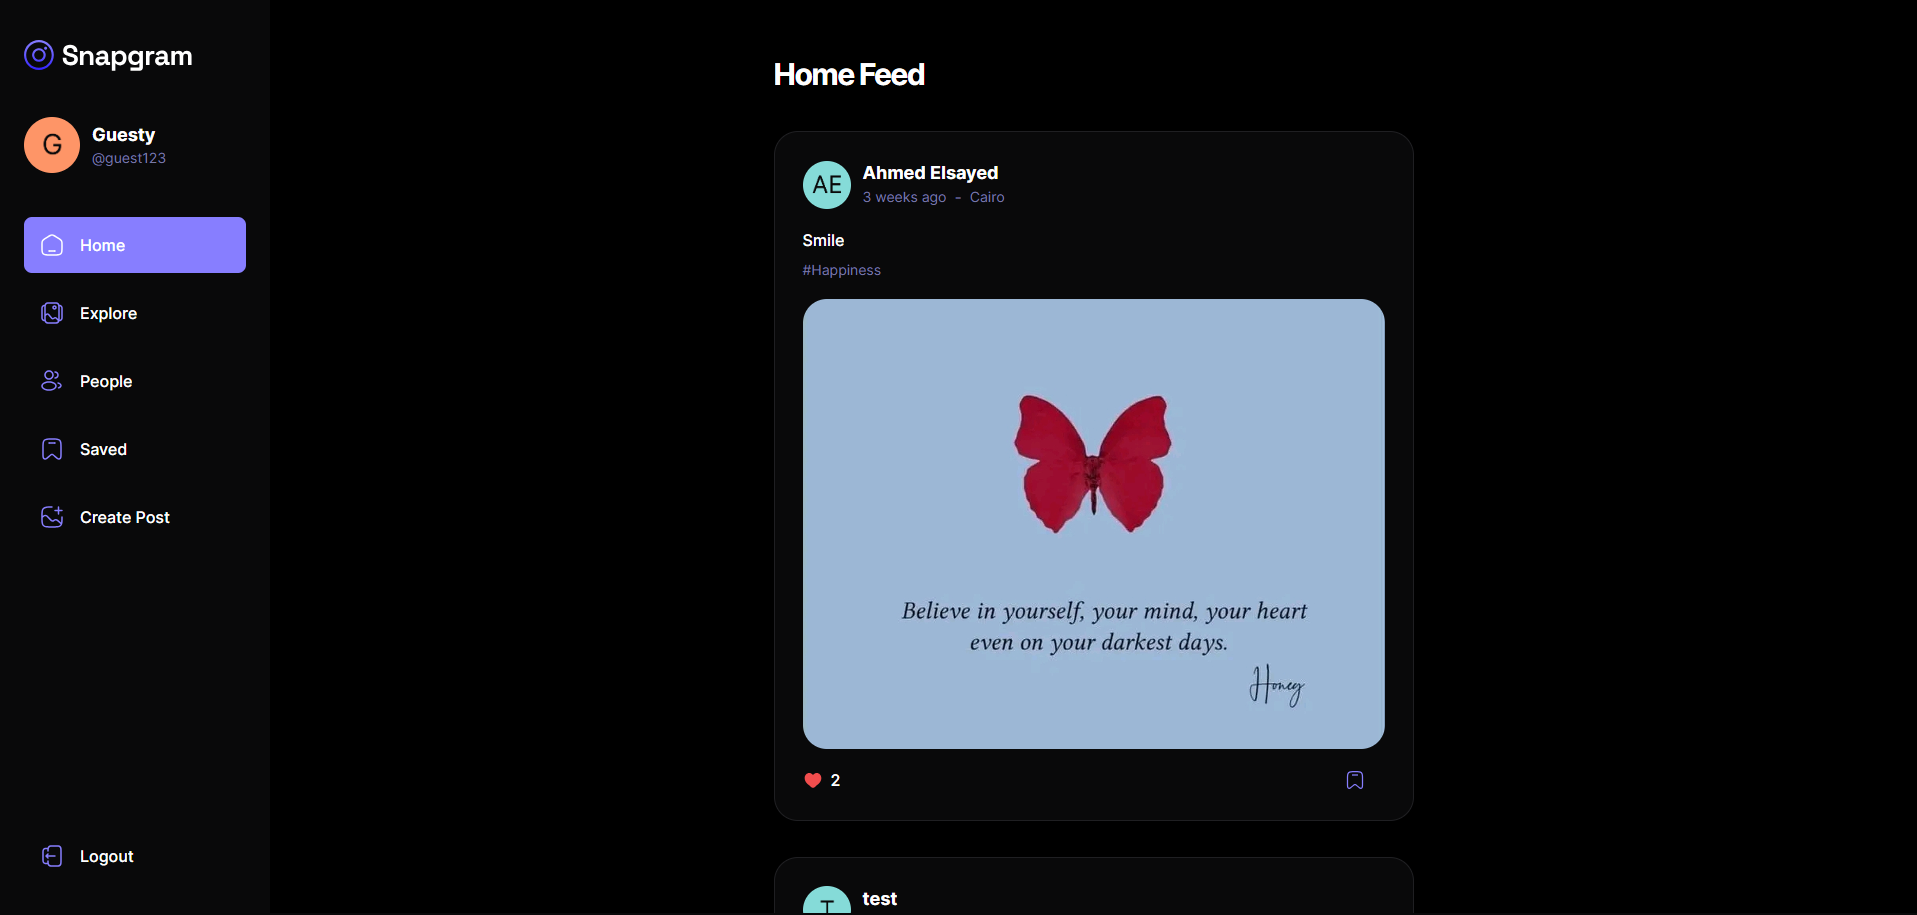 Snapgram
G
Guesty
@guest123
Home
Explore
People
Saved
Create Post
Logout
Home Feed
AE
Ahmed Elsayed
3 weeks ago - Cairo
Smile
#Happiness
Believe in yourself, your mind, your heart
even on your darkest days.
Honey
2
T
test